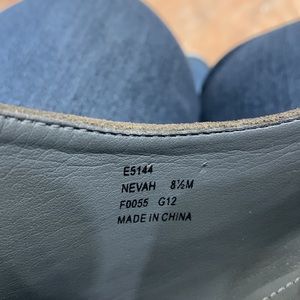 E5144
NEVAH 8½M
F0055 G12
MADE IN CHINA